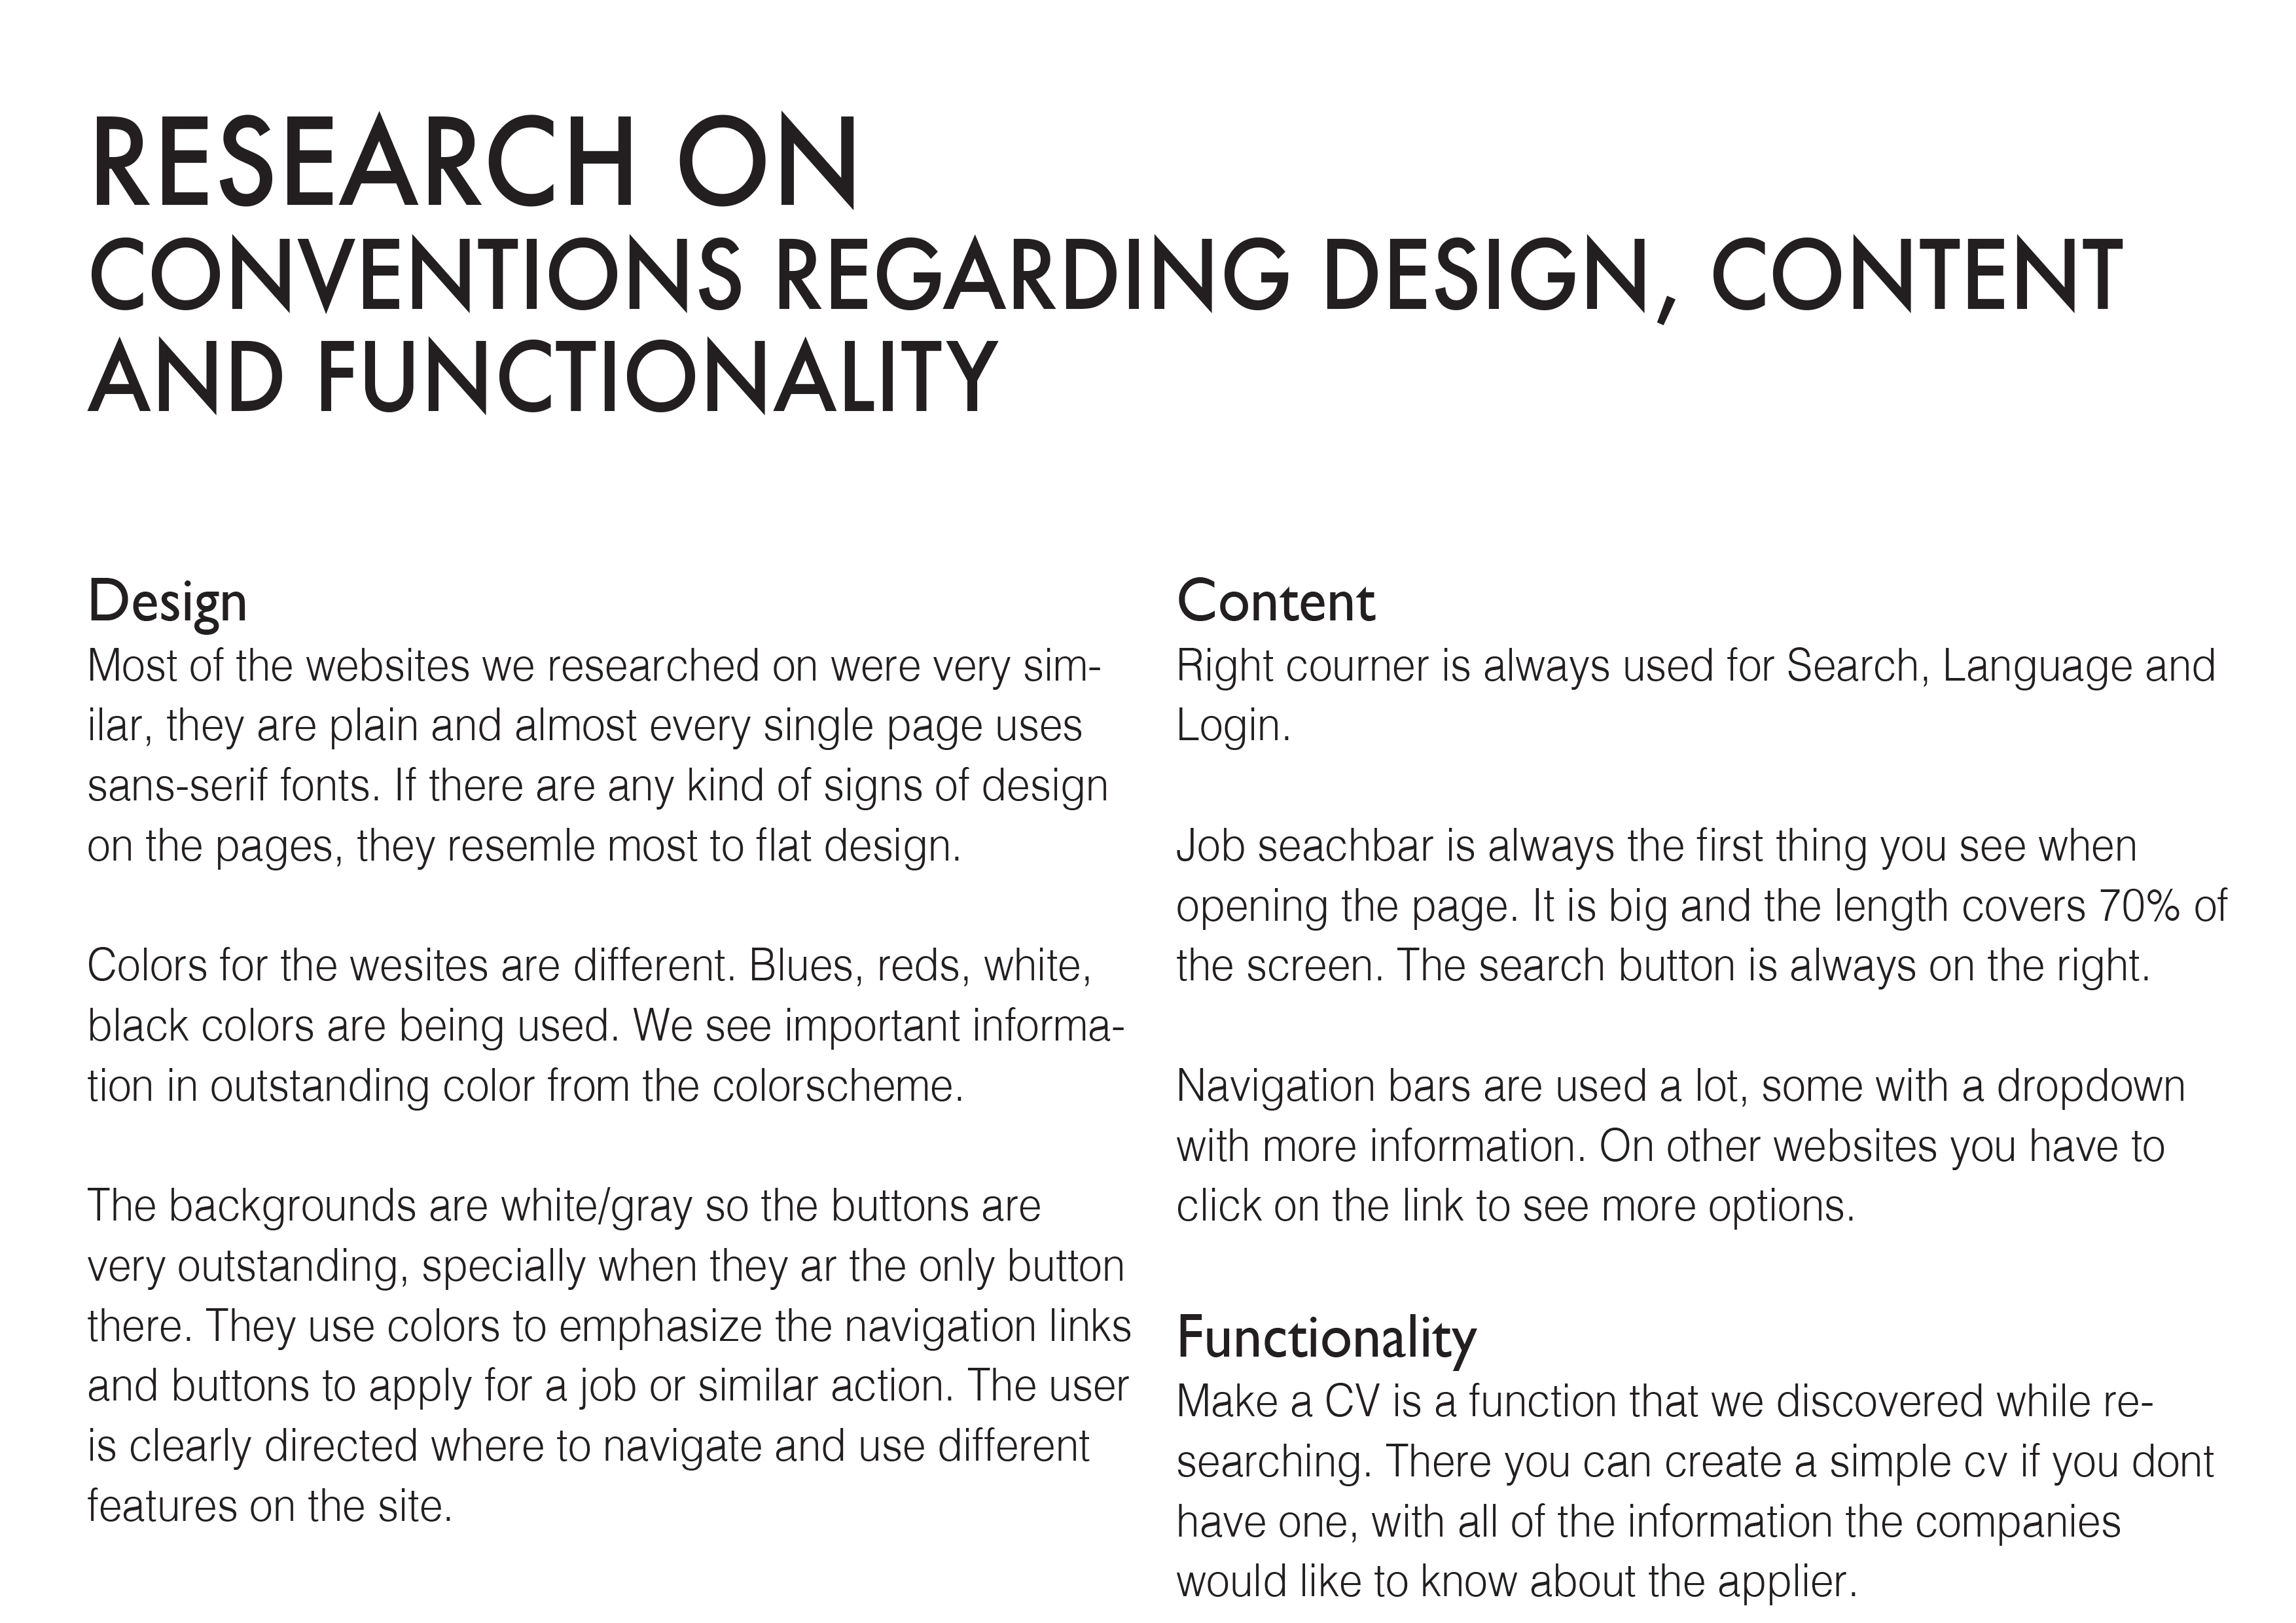 RESEARCH ON
CONVENTIONS REGARDING DESIGN, CONTENT
AND FUNCTIONALITY
Design
Most of the websites we researched on were very sim-
ilar, they are plain and almost every single page uses
sans-serif fonts. If there are any kind of signs of design
on the pages, they resemle most to flat design.
Colors for the wesites are different. Blues, reds, white,
black colors are being used. We see important informa-
tion in outstanding color from the colorscheme.
The backgrounds are white/gray so the buttons are
very outstanding, specially when they ar the only button
there. They use colors to emphasize the navigation links
and buttons to apply for a job or similar action. The user
is clearly directed where to navigate and use different
features on the site.
Content
Right courner is always used for Search, Language and
Login.
Job seachbar is always the first thing you see when
opening the page. It is big and the length covers 70% of
the screen. The search button is always on the right.
Navigation bars are used a lot, some with a dropdown
with more information. On other websites you have to
click on the link to see more options.
Functionality
Make a CV is a function that we discovered while re-
searching. There you can create a simple cv if you dont
have one, with all of the information the companies
would like to know about the applier.